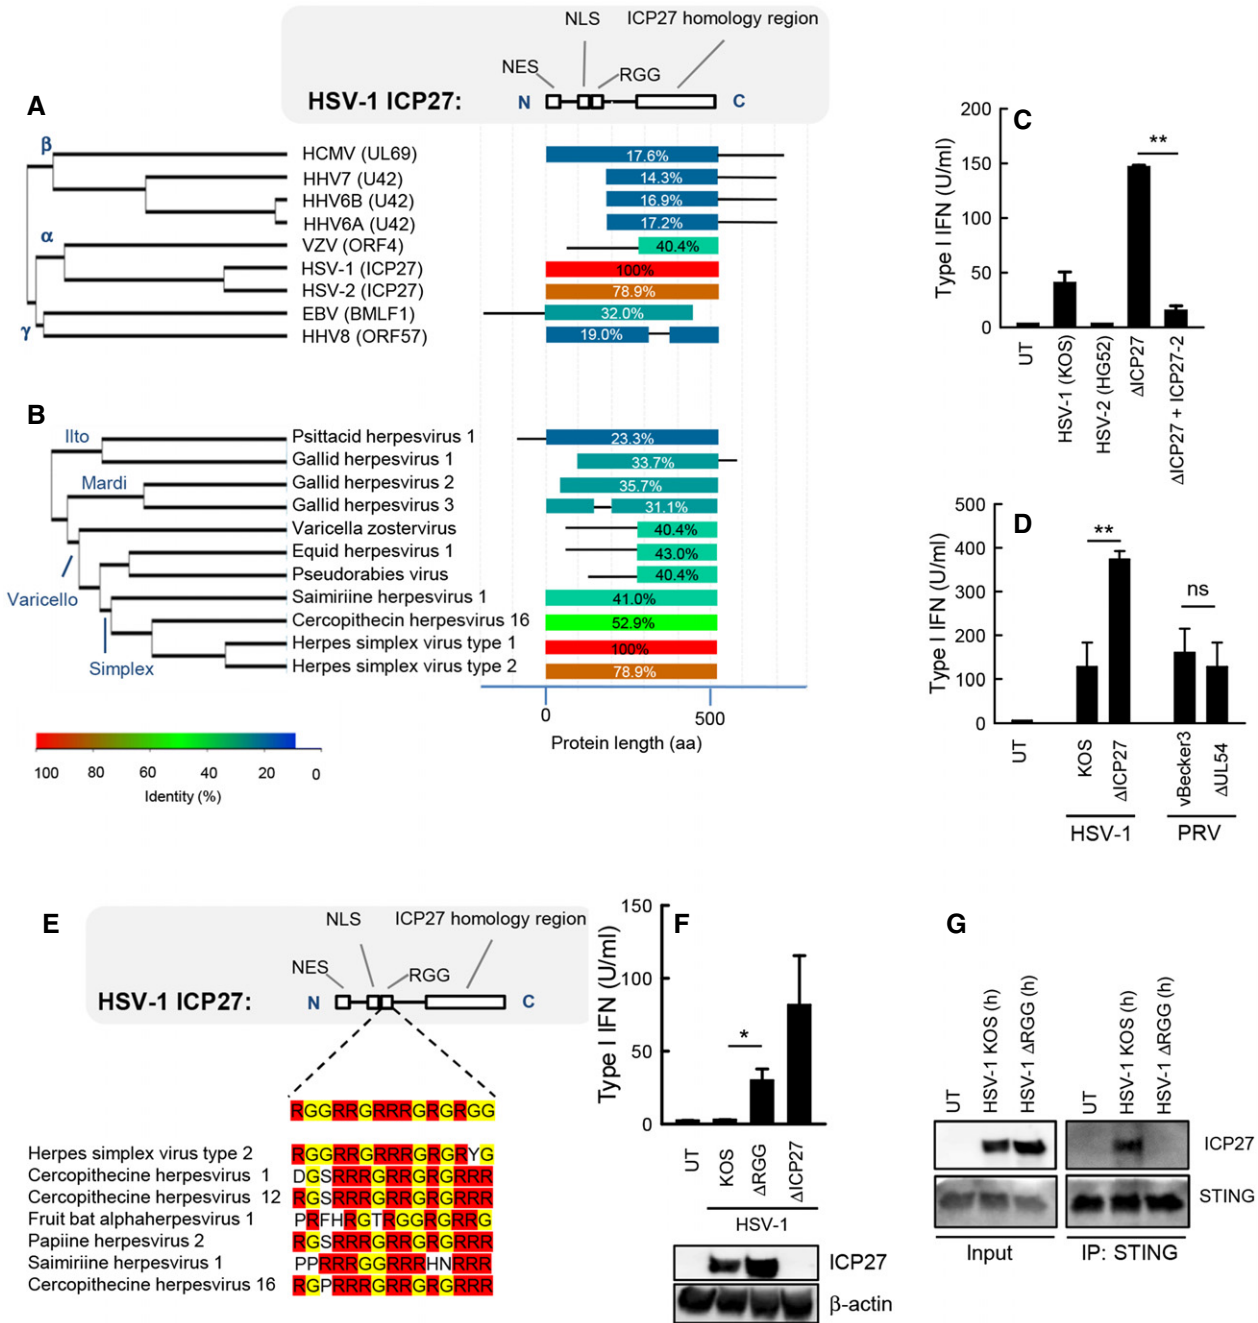 NLS
ICP27 homology region
NES
RGG
HSV-1 ICP27:
N
C
A
β
HCMV (UL69)
17.6%
HHV7 (U42)
14.3%
HHV6B (U42)
16.9%
HHV6A (U42)
17.2%
α
VZV (ORF4)
40.4%
HSV-1 (ICP27)
100%
HSV-2 (ICP27)
78.9%
EBV (BMLF1)
32.0%
γ
HHV8 (ORF57)
19.0%
B
Ilto
Psittacid herpesvirus 1
23.3%
Gallid herpesvirus 1
33.7%
Mardi
Gallid herpesvirus 2
35.7%
Gallid herpesvirus 3
31.1%
Varicella zostervirus
40.4%
Equid herpesvirus 1
43.0%
Pseudorabies virus
40.4%
Varicello
Saimiriine herpesvirus 1
41.0%
Cercopithecin herpesvirus 16
52.9%
Herpes simplex virus type 1
100%
Simplex
Herpes simplex virus type 2
78.9%
0
500
Protein length (aa)
100 80 60 40 20 0
Identity (%)
C
Type I IFN (U/ml)
200
150
100
50
0
**
UT
HSV-1 (KOS)
HSV-2 (HG52)
ΔICP27
ΔICP27 + ICP27-2
D
Type I IFN (U/ml)
500
400
300
200
100
0
**
ns
UT
KOS
ΔICP27
vBecker3
ΔUL54
HSV-1
PRV
E
NLS
ICP27 homology region
NES
RGG
HSV-1 ICP27:
N
C
RGGRRGRRRGRGRGG
Herpes simplex virus type 2 RGGRRGRRRGRGRYG
Cercopithecine herpesvirus 1 DGSRRRGRRGRGRRR
Cercopithecine herpesvirus 12 RGSRRRGRRGRGRRR
Fruit bat alphaherpesvirus 1 PRFHRGTRGGRGRRG
Papiine herpesvirus 2 RGSRRRGRRGRGRRR
Saimiriine herpesvirus 1 PPRRRGGRRRHNRRR
Cercopithecine herpesvirus 16 RGPRRRGRRGRGRRR
F
Type I IFN (U/ml)
150
100
50
0
*
UT
KOS
ΔRGG
ΔICP27
HSV-1
ICP27
β-actin
G
UT
HSV-1 KOS (h)
HSV-1 ΔRGG (h)
UT
HSV-1 KOS (h)
HSV-1 ΔRGG (h)
ICP27
STING
Input
IP: STING